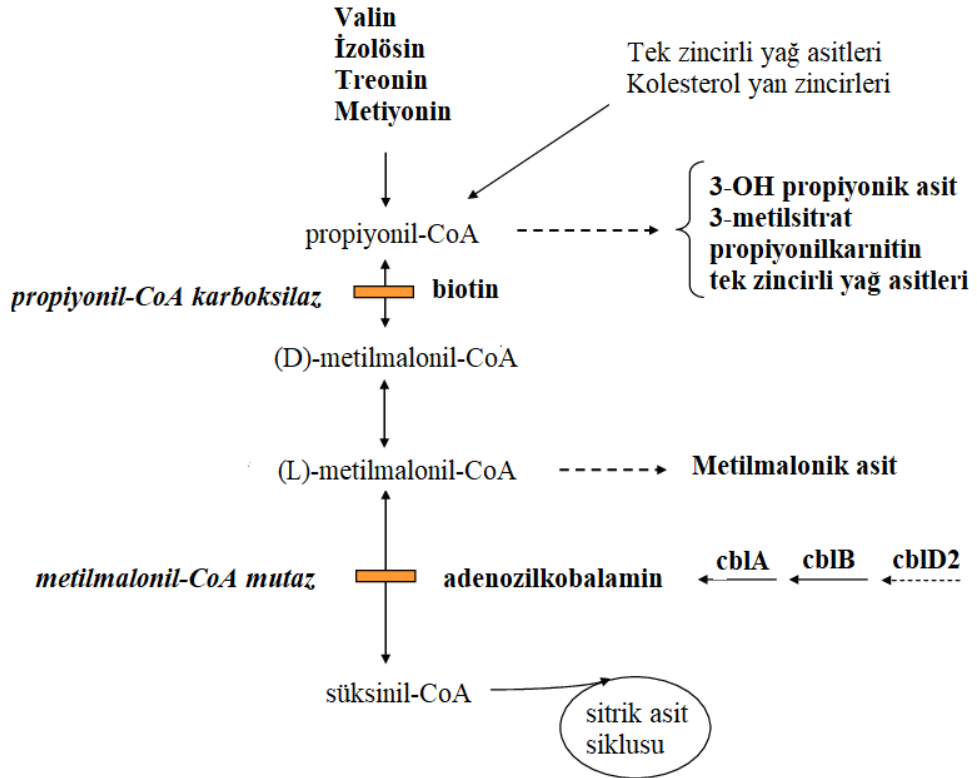 Valin
İzolösin
Treonin
Metiyonin
Tek zincirli yağ asitleri
Kolesterol yan zincirleri
3-OH propiyonik asit
3-metilsitrat
propiyonilkarnitin
tek zincirli yağ asitleri
propiyonil-CoA
propiyonil-CoA karboksilaz
biotin
(D)-metilmalonil-CoA
(L)-metilmalonil-CoA
Metilmalonik asit
metilmalonil-CoA mutaz
adenozilkobalamin
cblA
cblB
cblD2
süksinil-CoA
sitrik asit
siklusu